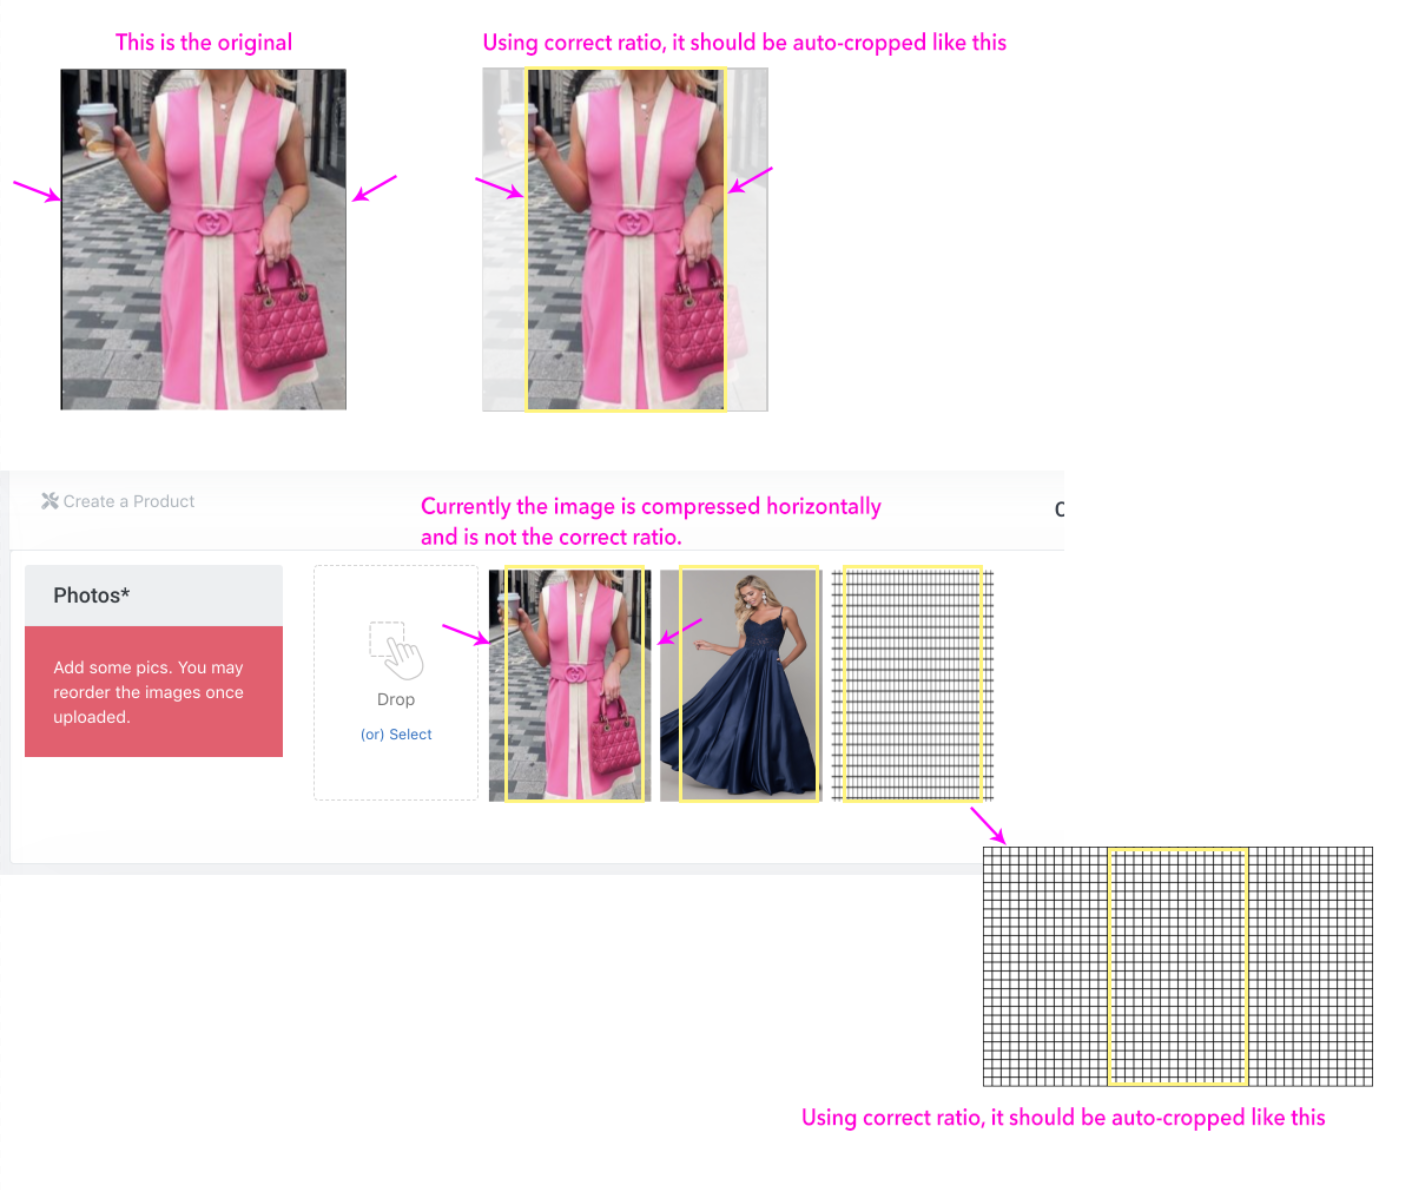 This is the original
Using correct ratio, it should be auto-cropped like this
Create a Product
Currently the image is compressed horizontally
and is not the correct ratio.
Photos*
Add some pics. You may
reorder the images once
uploaded.
Drop
(or) Select
Using correct ratio, it should be auto-cropped like this